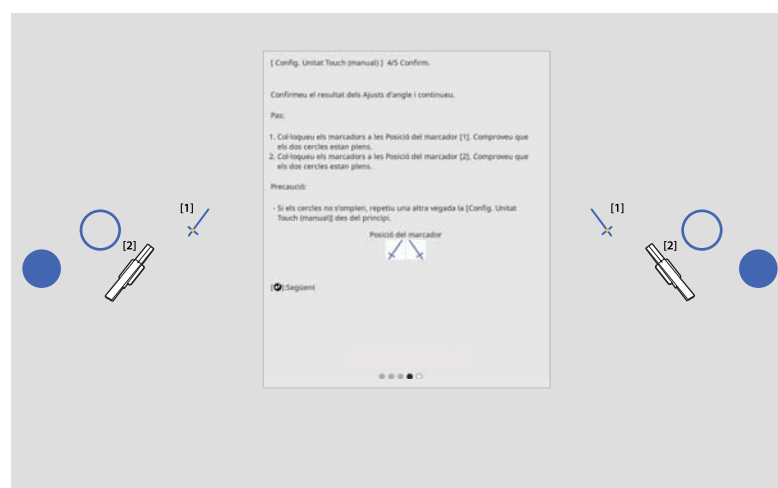 [ Config. Unitat Touch (manual) ] 4/5 Confirm.
Confirmeu el resultat dels Ajusts d'angle i continueu.
Pas:
1. Col·loqueu els marcadors a les Posició del marcador [1]. Comproveu que
els dos cercles estan plens.
2. Col·loqueu els marcadors a les Posició del marcador [2]. Comproveu que
els dos cercles estan plens.
Precaució:
- Si els cercles no s'omplen, repetiu una altra vegada la [Config. Unitat
Touch (manual)] des del principi.
Posició del marcador
[ ]:Següent
[1]
[2]
[1]
[2]